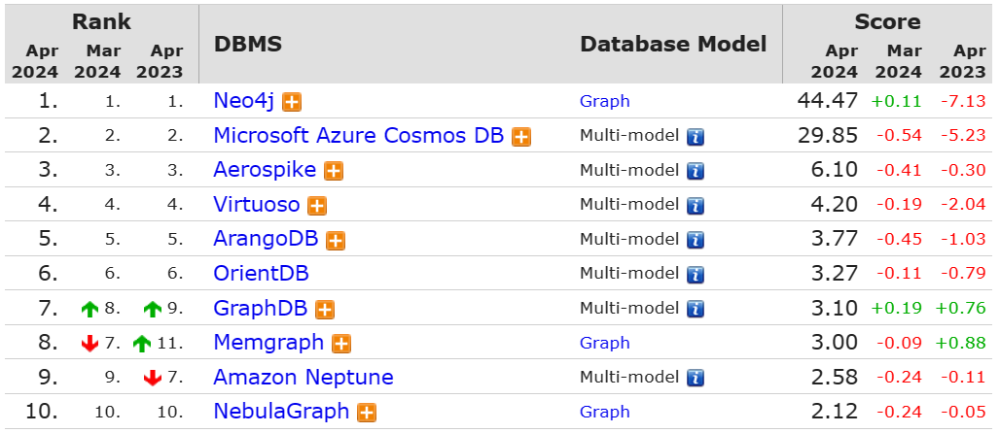 Rank DBMS Database Model Score
Apr 2024 Mar 2024 Apr 2023 Apr 2024 Mar 2024 Apr 2023
1. 1. 1. Neo4j Graph 44.47 +0.11 -7.13
2. 2. 2. Microsoft Azure Cosmos DB Multi-model 29.85 -0.54 -5.23
3. 3. 3. Aerospike Multi-model 6.10 -0.41 -0.30
4. 4. 4. Virtuoso Multi-model 4.20 -0.19 -2.04
5. 5. 5. ArangoDB Multi-model 3.77 -0.45 -1.03
6. 6. 6. OrientDB Multi-model 3.27 -0.11 -0.79
7. 8. 9. GraphDB Multi-model 3.10 +0.19 +0.76
8. 7. 11. Memgraph Graph 3.00 -0.09 +0.88
9. 9. 7. Amazon Neptune Multi-model 2.58 -0.24 -0.11
10. 10. 10. NebulaGraph Graph 2.12 -0.24 -0.05